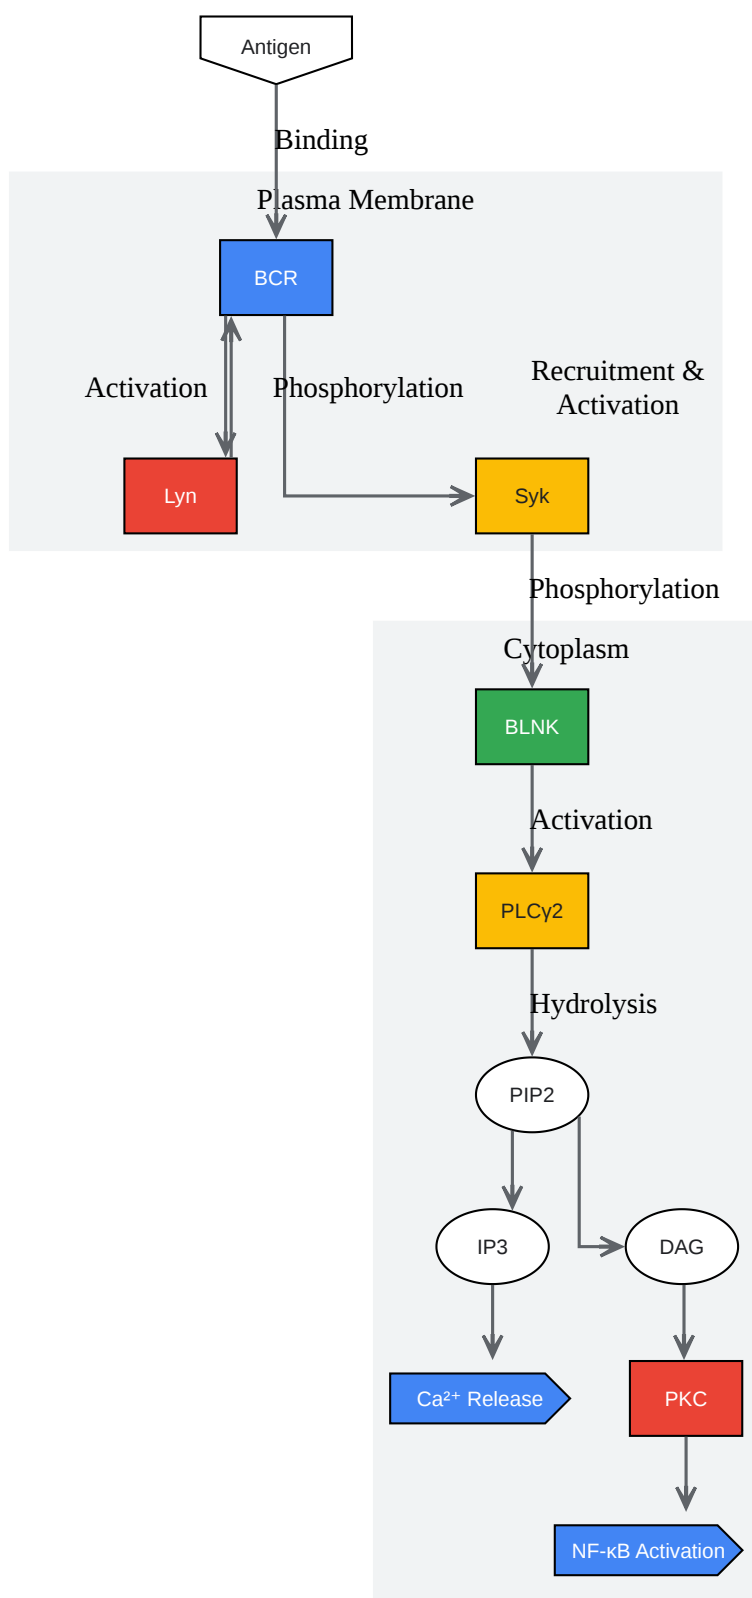 Antigen
Binding
Plasma Membrane
BCR
Activation
Phosphorylation
Recruitment &
Activation
Lyn
Syk
Phosphorylation
Cytoplasm
BLNK
Activation
PLCγ2
Hydrolysis
PIP2
IP3
DAG
Ca²⁺ Release
PKC
NF-κB Activation